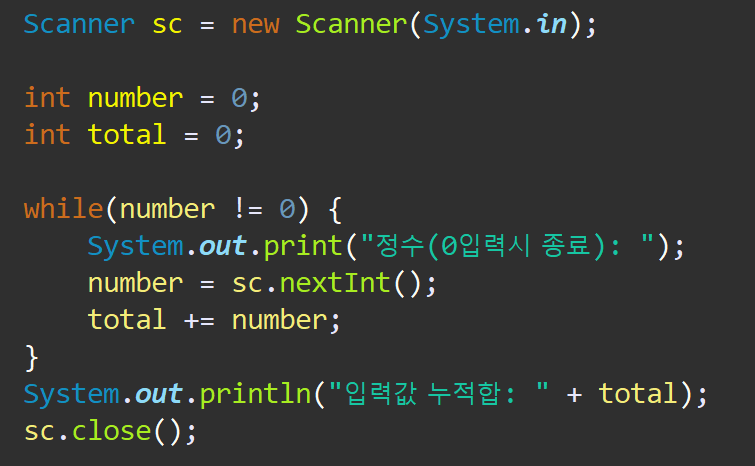 Scanner sc = new Scanner(System.in);
int number = 0;
int total = 0;
while(number != 0) {
System.out.print("정수(0입력시 종료): ");
number = sc.nextInt();
total += number;
}
System.out.println("입력값 누적합: " + total);
sc.close();